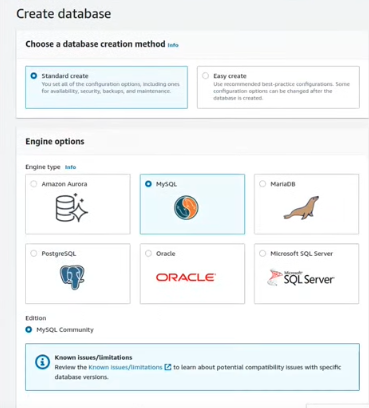 Create database
Choose a database creation method Info
Standard create
You set all of the configuration options, including ones
for availability, security, backups, and maintenance.
Easy create
Use recommended best-practice configurations. Some
configuration options can be changed after the
database is created.
Engine options
Engine type Info
Amazon Aurora
MySQL
MariaDB
PostgreSQL
Oracle
ORACLE
Microsoft SQL Server
Microsoft
SQL Server
Edition
MySQL Community
Known issues/limitations
Review the Known issues/limitations to learn about potential compatibility issues with specific
database versions.